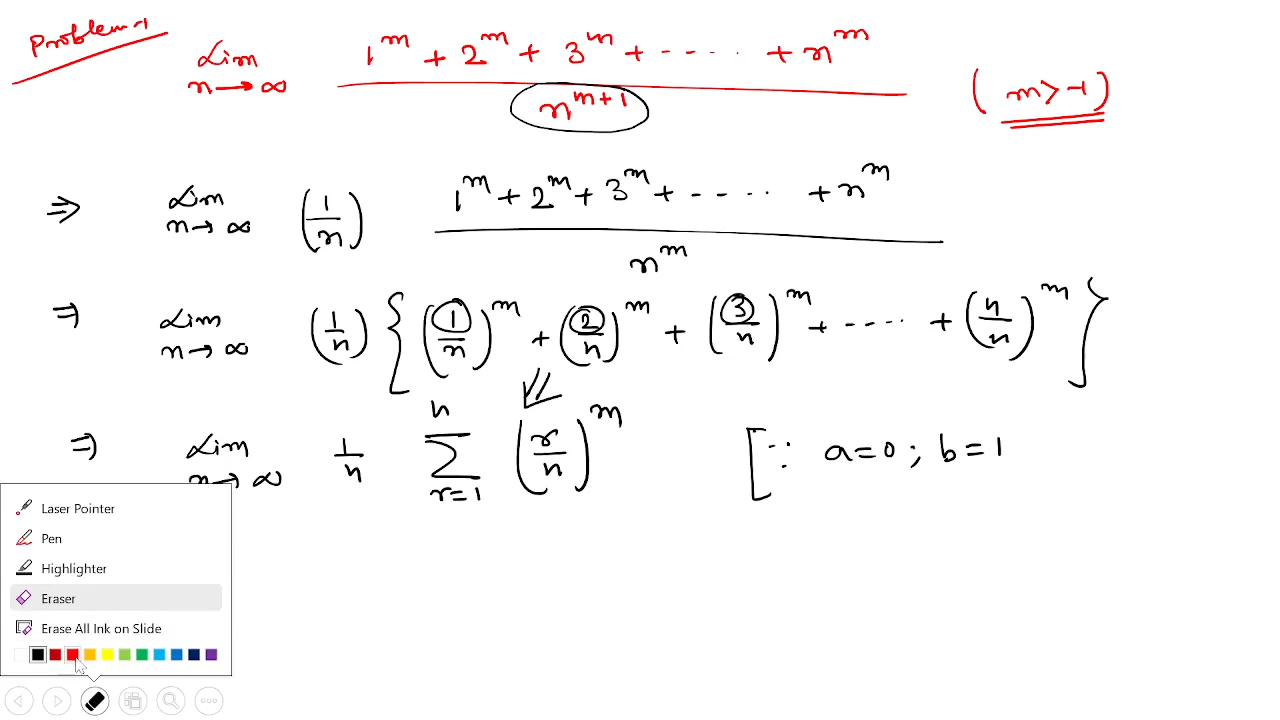 Problem-1
Lim n→∞ 1^m + 2^m + 3^m + ---- + n^m / n^(m+1) (m>-1)
⇒ Lim n→∞ (1/n) 1^m + 2^m + 3^m + ---- + n^m / n^m
⇒ Lim n→∞ (1/n) { (1/n)^m + (2/n)^m + (3/n)^m + ---- + (n/n)^m }
⇒ Lim n→∞ 1/n Σ r=1 n (r/n)^m [∵ a=0; b=1
Laser Pointer
Pen
Highlighter
Eraser
Erase All Ink on Slide